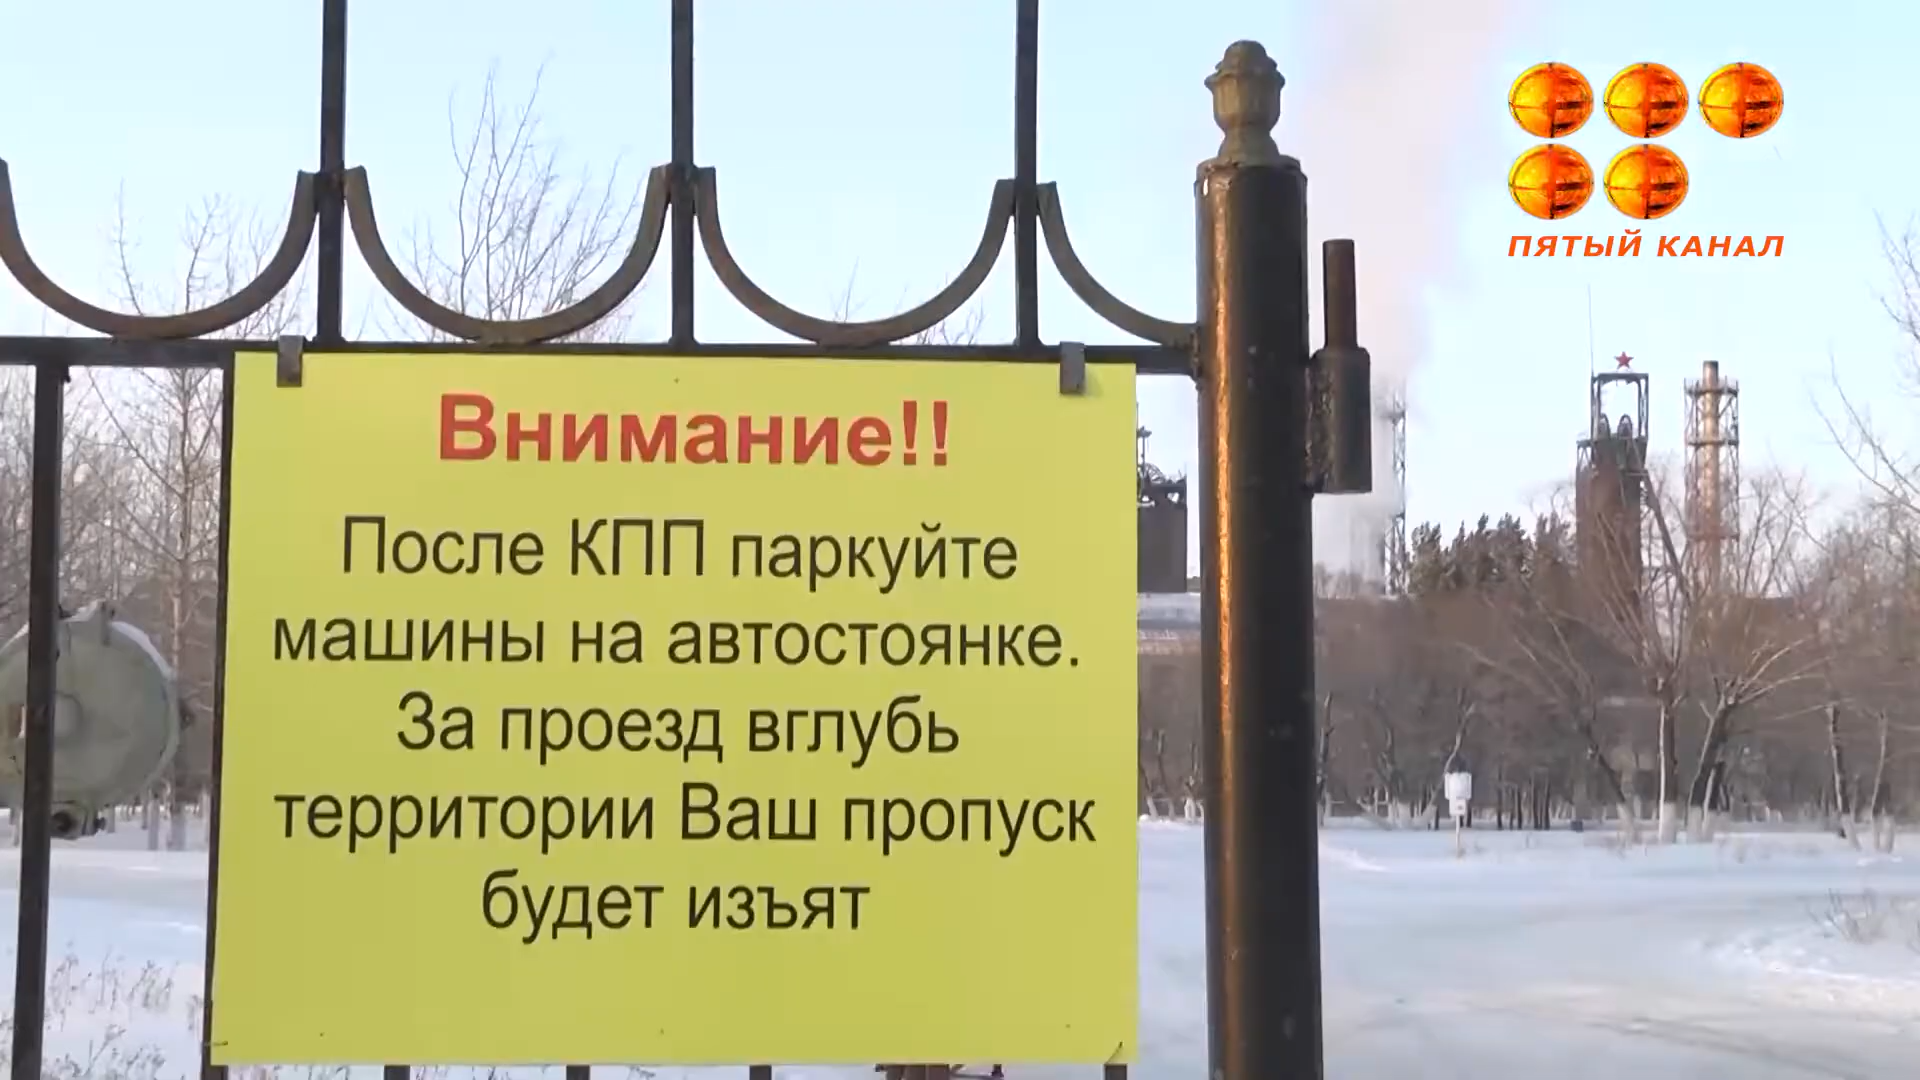 ПЯТЫЙ КАНАЛ
Внимание!!
После КПП паркуйте
машины на автостоянке.
За проезд вглубь
территории Ваш пропуск
будет изъят